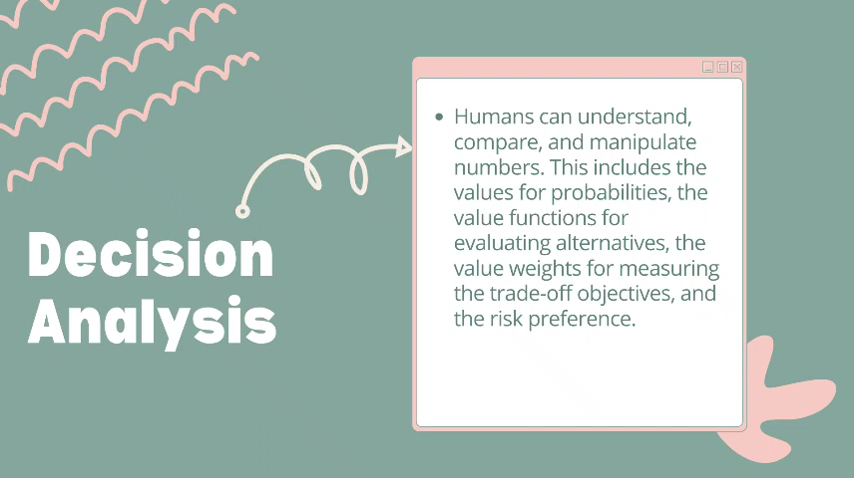 Decision
Analysis
• Humans can understand,
compare, and manipulate
numbers. This includes the
values for probabilities, the
value functions for
evaluating alternatives, the
value weights for measuring
the trade-off objectives, and
the risk preference.